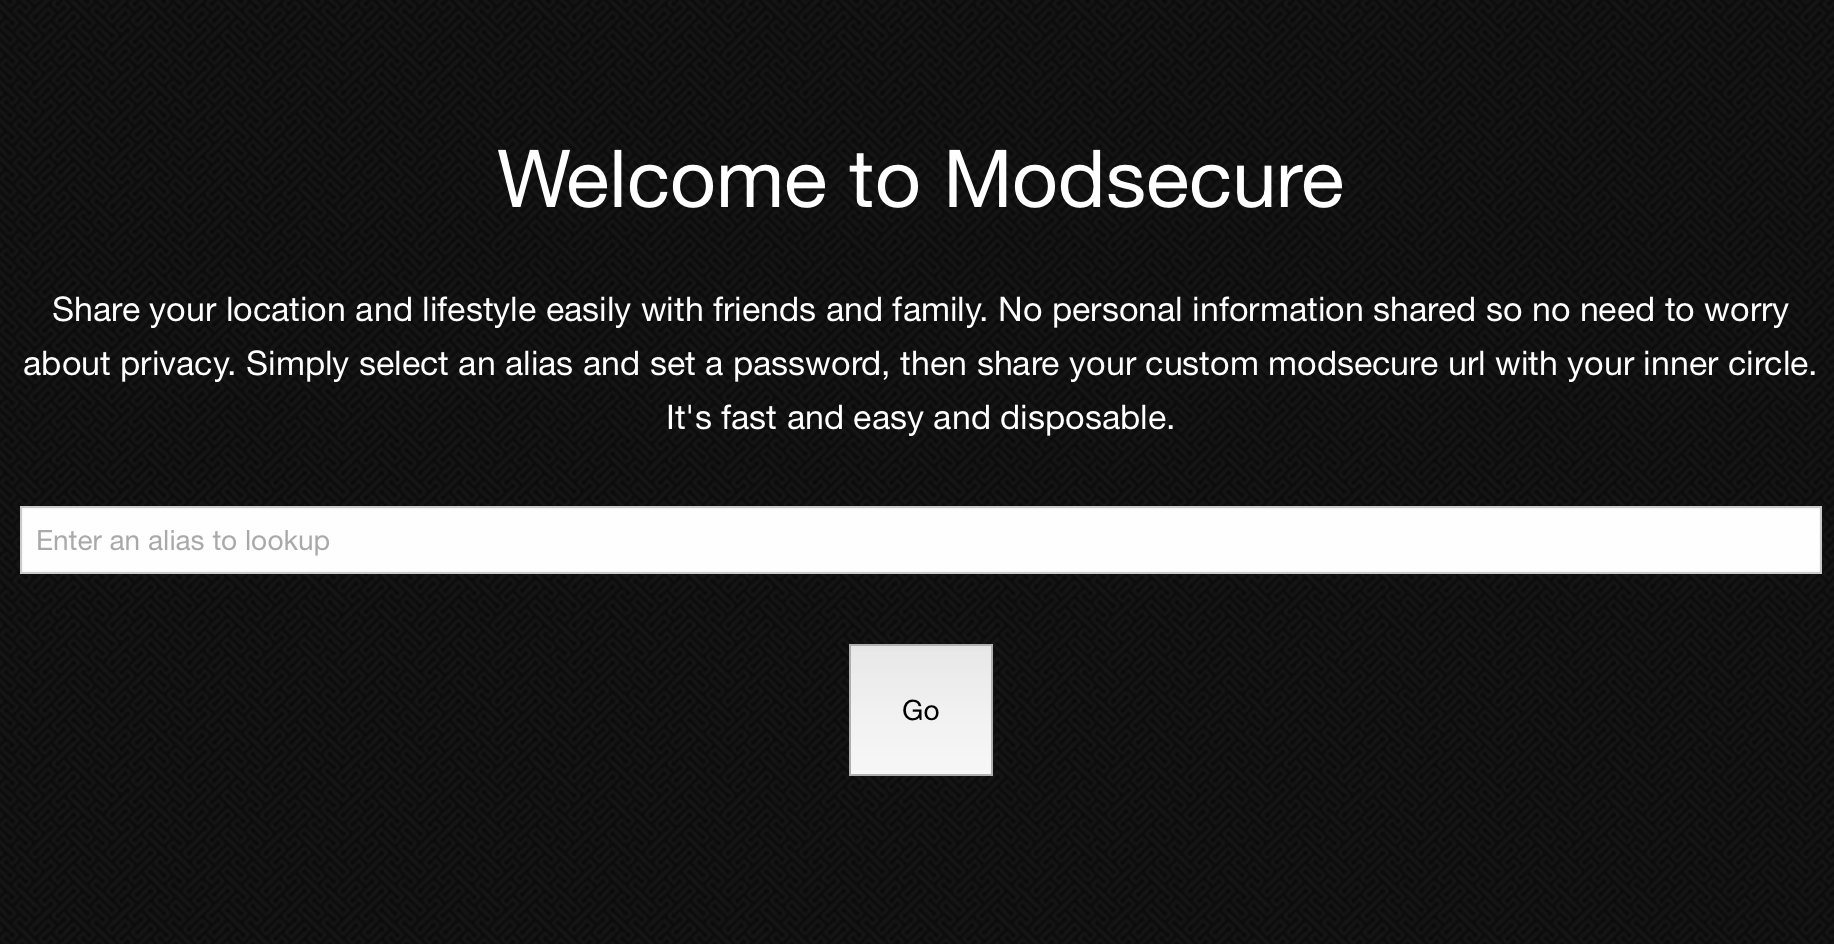 Welcome to Modsecure
Share your location and lifestyle easily with friends and family. No personal information shared so no need to worry
about privacy. Simply select an alias and set a password, then share your custom modsecure url with your inner circle.
It's fast and easy and disposable.
Enter an alias to lookup
Go